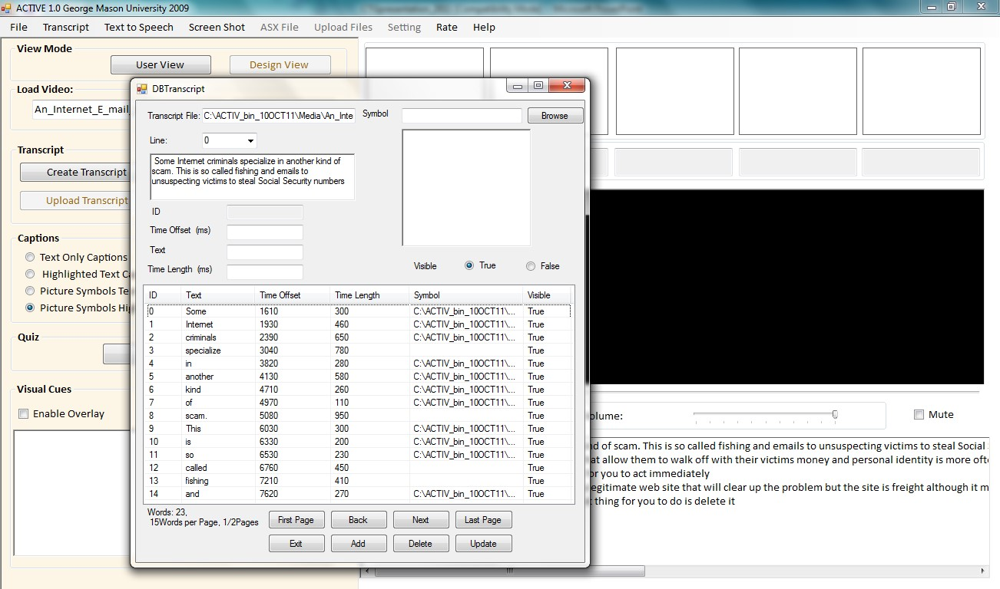 ACTIVE 1.0 George Mason University 2009
File Transcript Text to Speech Screen Shot ASX File Upload Files Setting Rate Help
View Mode
User View Design View
Load Video:
An_Internet_E_mail_
Transcript
Create Transcript
Upload Transcript
Captions
Text Only Captions
Highlighted Text C
Picture Symbols Te
Picture Symbols Hi
Quiz
Visual Cues
Enable Overlay
DBTranscript
Transcript File: C:\ACTIV_bin_10OCT11\Media\An_Inte Symbol Browse
Line: 0
Some Internet criminals specialize in another kind of
scam. This is so called fishing and emails to
unsuspecting victims to steal Social Security numbers
ID
Time Offset (ms)
Text
Time Length (ms)
Visible True False
ID Text Time Offset Time Length Symbol Visible
0 Some 1610 300 C:\ACTIV_bin_10OCT11\... True
1 Internet 1930 460 C:\ACTIV_bin_10OCT11\... True
2 criminals 2390 650 C:\ACTIV_bin_10OCT11\... True
3 specialize 3040 780 True
4 in 3820 280 C:\ACTIV_bin_10OCT11\... True
5 another 4130 580 C:\ACTIV_bin_10OCT11\... True
6 kind 4710 260 C:\ACTIV_bin_10OCT11\... True
7 of 4970 110 C:\ACTIV_bin_10OCT11\... True
8 scam. 5080 950 True
9 This 6030 300 C:\ACTIV_bin_10OCT11\... True
10 is 6330 200 C:\ACTIV_bin_10OCT11\... True
11 so 6530 230 C:\ACTIV_bin_10OCT11\... True
12 called 6760 450 True
13 fishing 7210 410 True
14 and 7620 270 C:\ACTIV_bin_10OCT11\... True
Words: 23,
15Words per Page, 1/2Pages
First Page Back Next Last Page
Exit Add Delete Update
olume: Mute
nd of scam. This is so called fishing and emails to unsuspecting victims to steal Social
at allow them to walk off with their victims money and personal identity is more oft
or you to act immediately
egitimate web site that will clear up the problem but the site is freight although it m
t thing for you to do is delete it